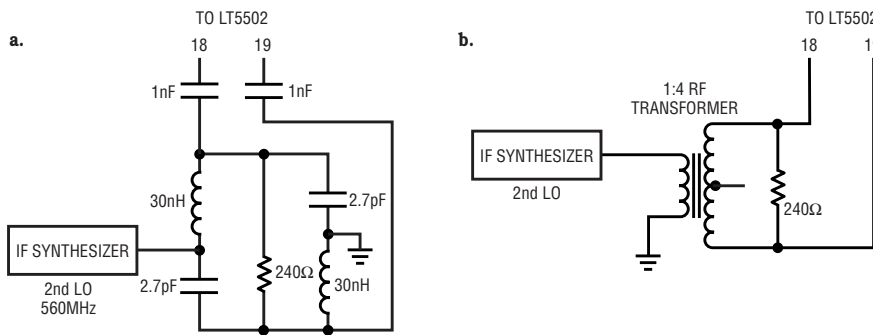 a.
TO LT5502
18 19
1nF 1nF
30nH
2.7pF
IF SYNTHESIZER
2nd LO
560MHz
2.7pF
240Ω
30nH
b.
TO LT5502
18
1:4 RF
TRANSFORMER
IF SYNTHESIZER
2nd LO
240Ω